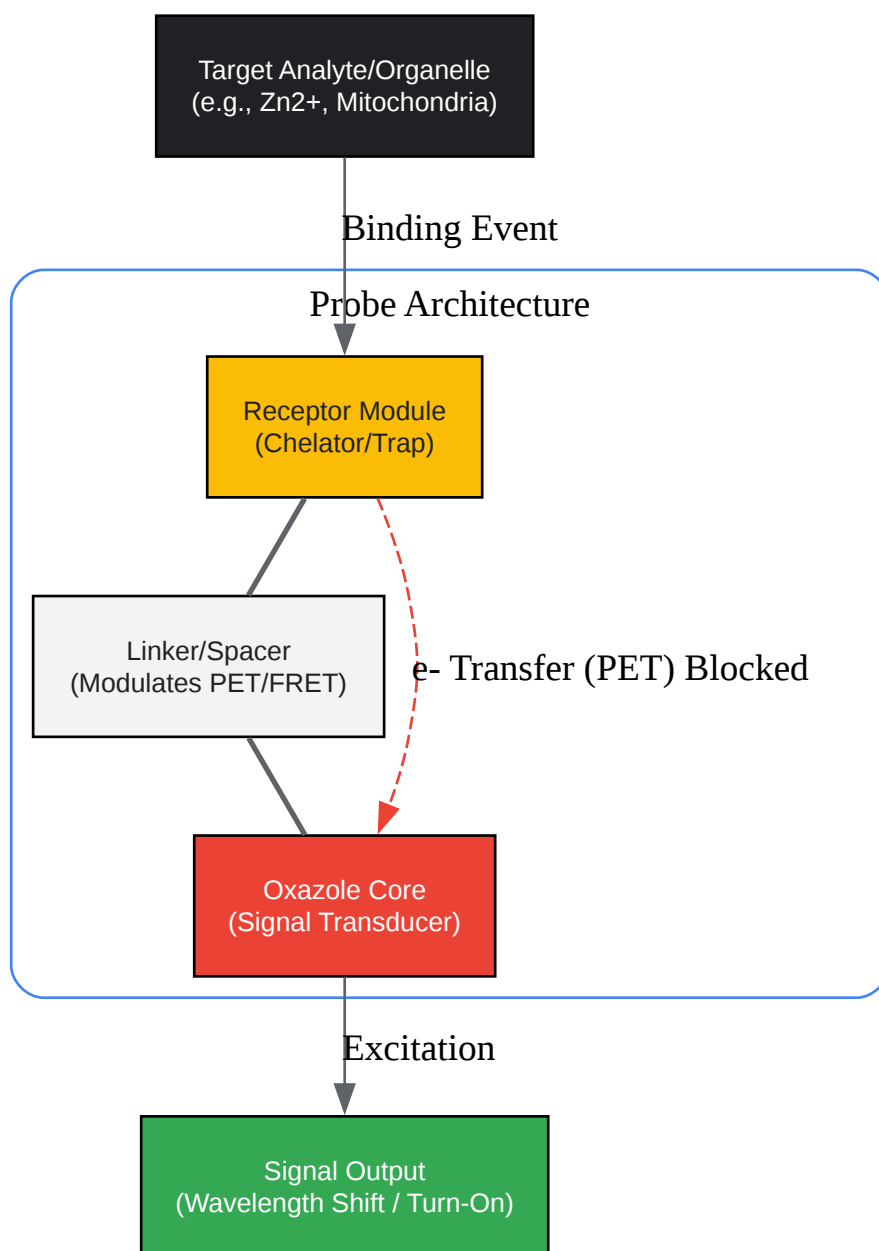 Target Analyte/Organelle
(e.g., Zn2+, Mitochondria)
Binding Event
Probe Architecture
Receptor Module
(Chelator/Trap)
Linker/Spacer
(Modulates PET/FRET)
e- Transfer (PET) Blocked
Oxazole Core
(Signal Transducer)
Excitation
Signal Output
(Wavelength Shift / Turn-On)